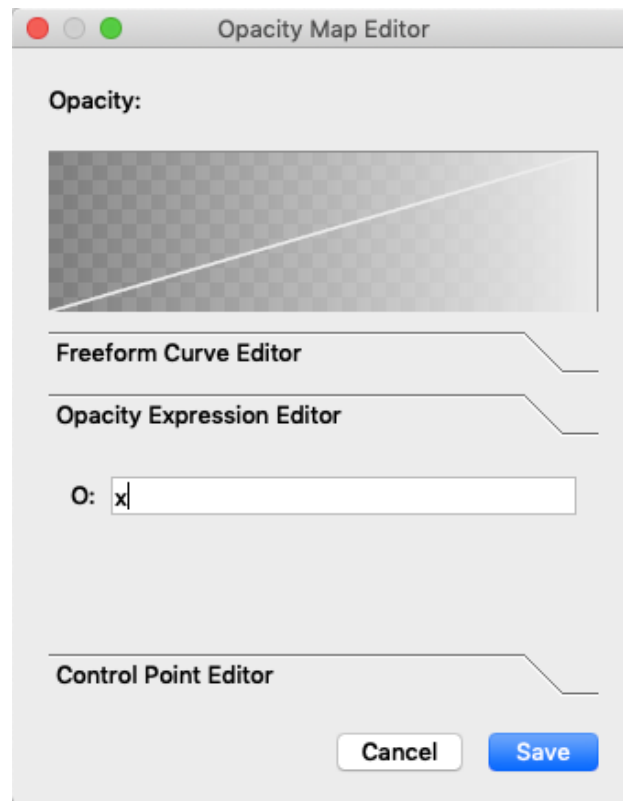 Opacity Map Editor
Opacity:
Freeform Curve Editor
Opacity Expression Editor
O: x
Control Point Editor
Cancel Save